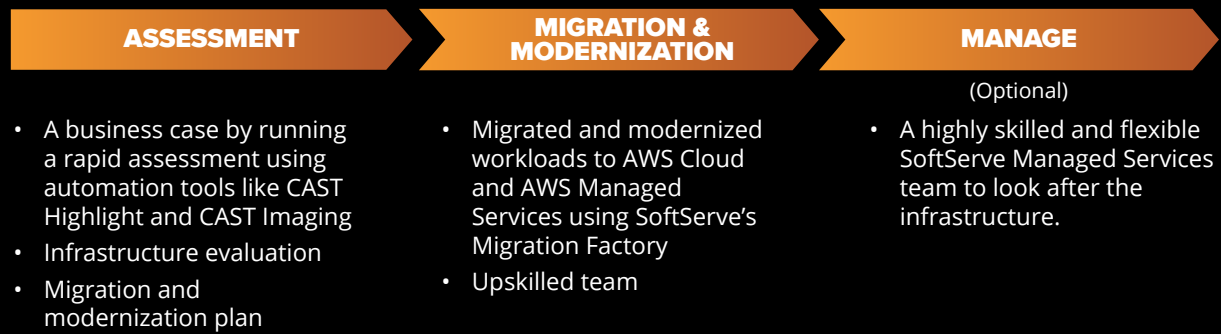 ASSESSMENT
• A business case by running
a rapid assessment using
automation tools like CAST
Highlight and CAST Imaging
• Infrastructure evaluation
• Migration and
modernization plan
MIGRATION &
MODERNIZATION
• Migrated and modernized
workloads to AWS Cloud
and AWS Managed
Services using SoftServe’s
Migration Factory
• Upskilled team
MANAGE
(Optional)
• A highly skilled and flexible
SoftServe Managed Services
team to look after the
infrastructure.